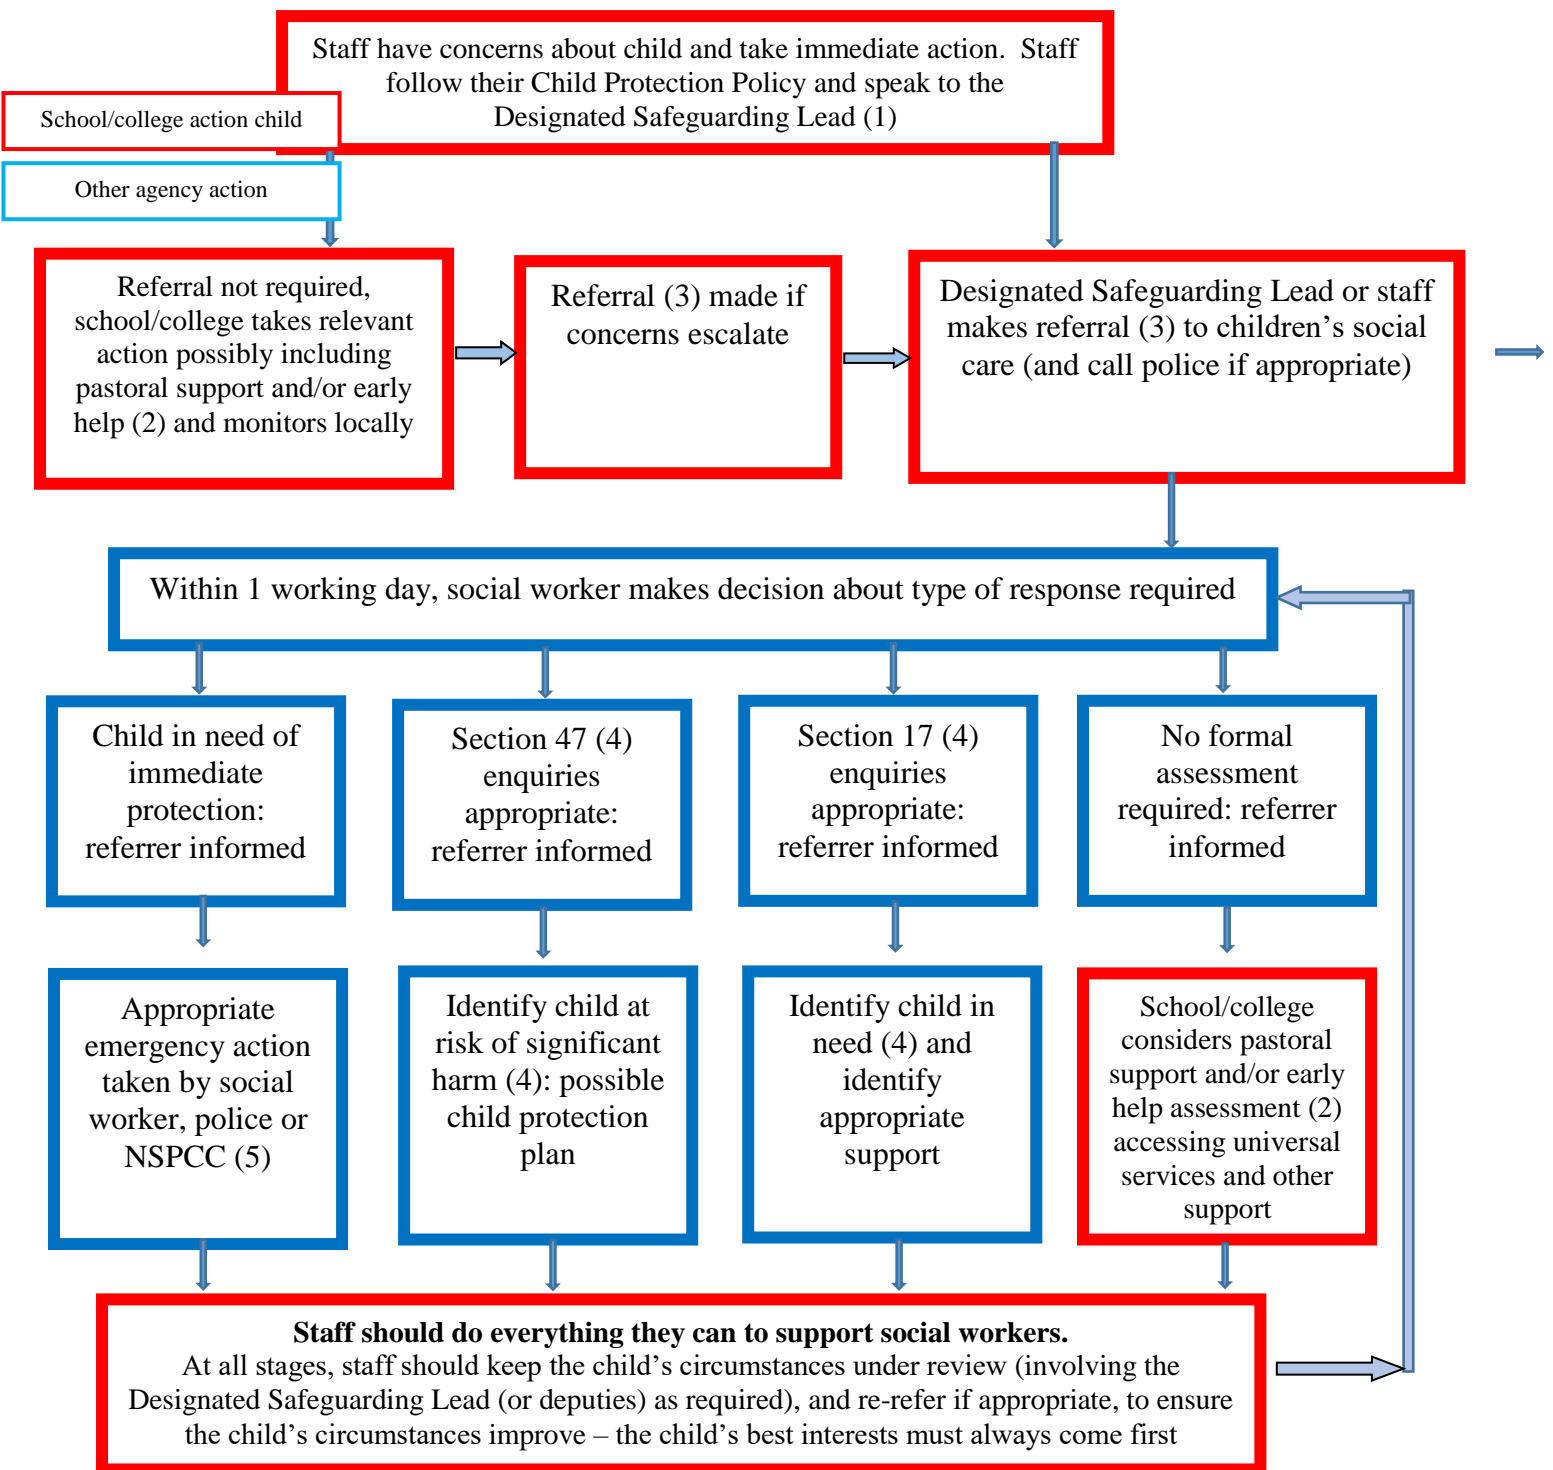 Staff have concerns about child and take immediate action.  Staff
follow their Child Protection Policy and speak to the
Designated Safeguarding Lead (1)
School/college action child
Other agency action
Referral not required,
school/college takes relevant
action possibly including
pastoral support and/or early
help (2) and monitors locally
Referral (3) made if
concerns escalate
Designated Safeguarding Lead or staff
makes referral (3) to children’s social
care (and call police if appropriate)
Within 1 working day, social worker makes decision about type of response required
Child in need of
immediate
protection:
referrer informed
Section 47 (4)
enquiries
appropriate:
referrer informed
Section 17 (4)
enquiries
appropriate:
referrer informed
No formal
assessment
required: referrer
informed
Appropriate
emergency action
taken by social
worker, police or
NSPCC (5)
Identify child at
risk of significant
harm (4): possible
child protection
plan
Identify child in
need (4) and
identify
appropriate
support
School/college
considers pastoral
support and/or early
help assessment (2)
accessing universal
services and other
support
Staff should do everything they can to support social workers.
At all stages, staff should keep the child’s circumstances under review (involving the
Designated Safeguarding Lead (or deputies) as required), and re-refer if appropriate, to ensure
the child’s circumstances improve – the child’s best interests must always come first